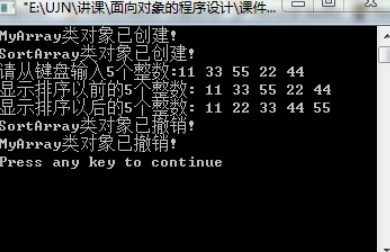 "E:\UJN\讲课\面向对象的程序设计\课件...
MyArray类对象已创建!
SortArray类对象已创建!
请从键盘输入5个整数:11 33 55 22 44
显示排序以前的5个整数: 11 33 55 22 44
显示排序以后的5个整数: 11 22 33 44 55
SortArray类对象已撤销!
MyArray类对象已撤销!
Press any key to continue